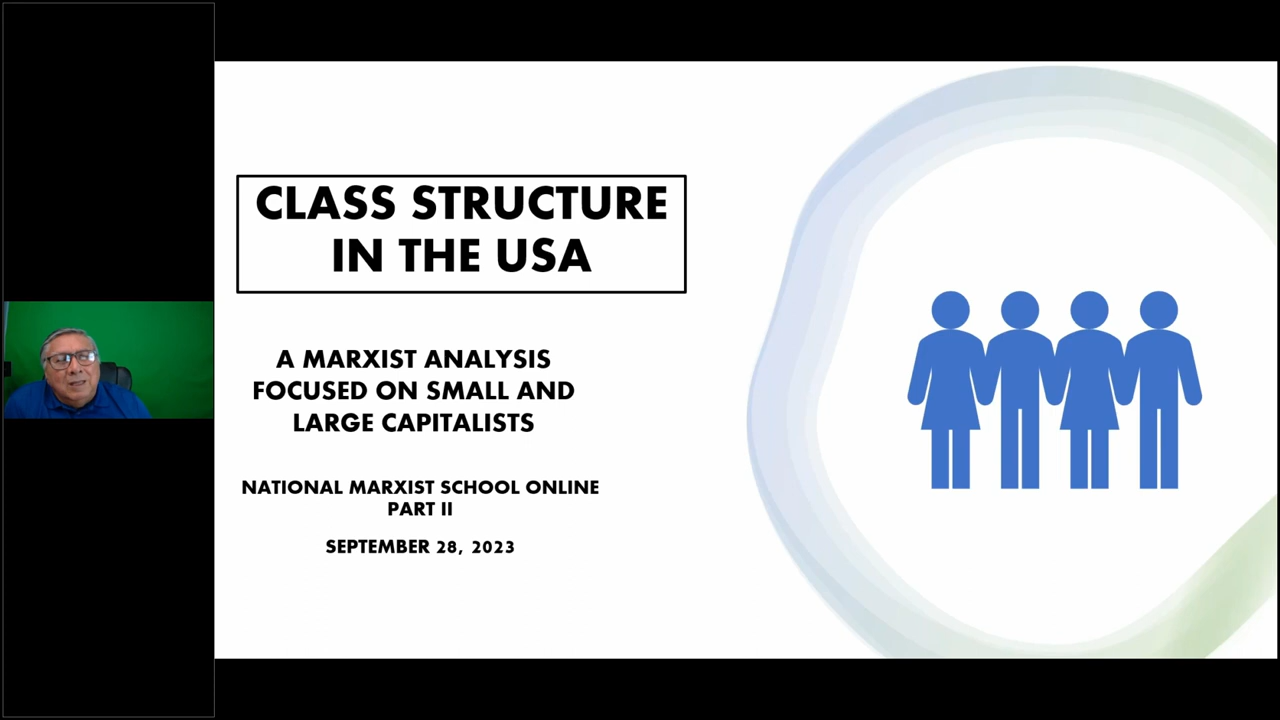 CLASS STRUCTURE
IN THE USA
A MARXIST ANALYSIS
FOCUSED ON SMALL AND
LARGE CAPITALISTS
NATIONAL MARXIST SCHOOL ONLINE
PART II
SEPTEMBER 28, 2023